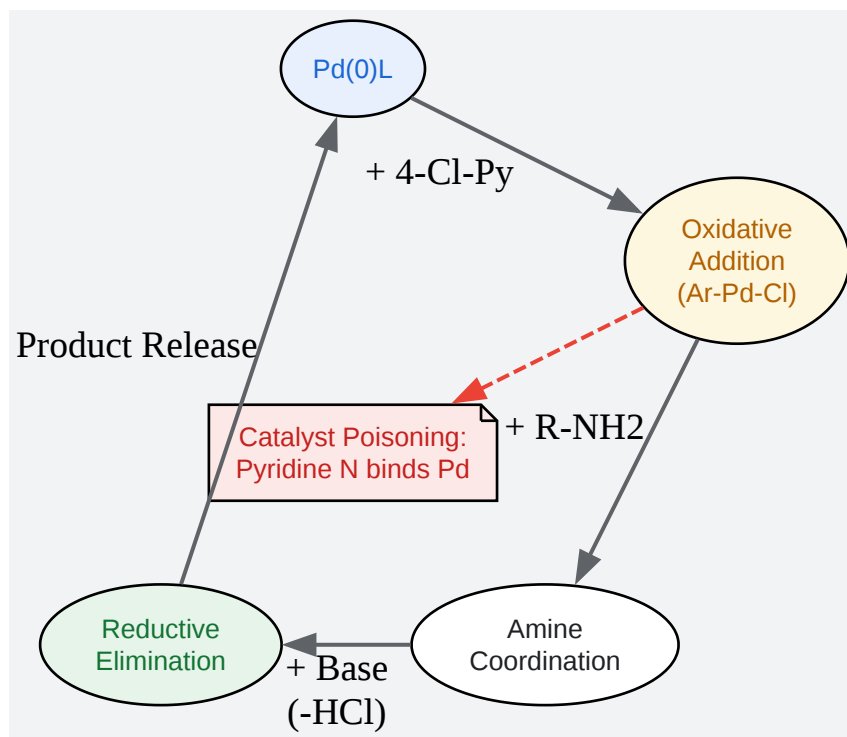 Pd(0)L
+ 4-Cl-Py
Oxidative
Addition
(Ar-Pd-Cl)
Product Release
+ R-NH2
Catalyst Poisoning:
Pyridine N binds Pd
Reductive
Elimination
Amine
Coordination
+ Base
(-HCl)